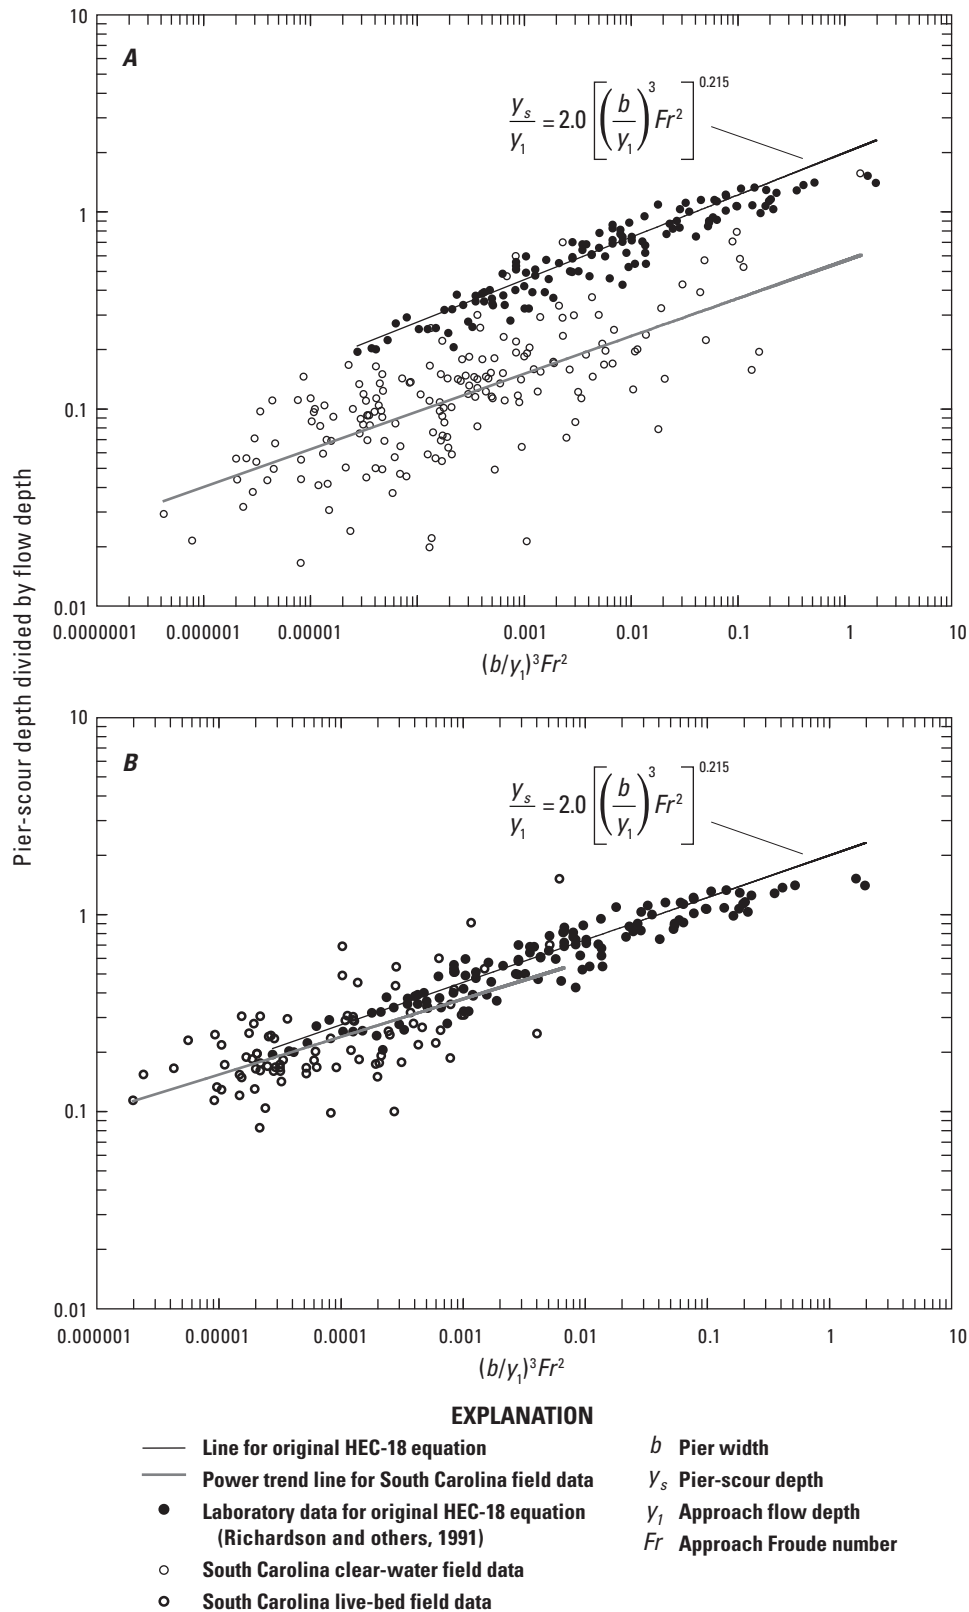 Pier-scour depth divided by flow depth
A
10
1
0.1
0.01
y_s/y_1 = 2.0 [(b/y_1)^3 Fr^2]^0.215
0.0000001 0.000001 0.00001 0.001 0.01 0.1 1 10
(b/y_1)^3Fr^2
B
10
1
0.1
0.01
y_s/y_1 = 2.0 [(b/y_1)^3 Fr^2]^0.215
0.000001 0.00001 0.0001 0.001 0.01 0.1 1 10
(b/y_1)^3Fr^2
EXPLANATION
Line for original HEC-18 equation
Power trend line for South Carolina field data
Laboratory data for original HEC-18 equation
(Richardson and others, 1991)
South Carolina clear-water field data
South Carolina live-bed field data
b Pier width
y_s Pier-scour depth
y_1 Approach flow depth
Fr Approach Froude number